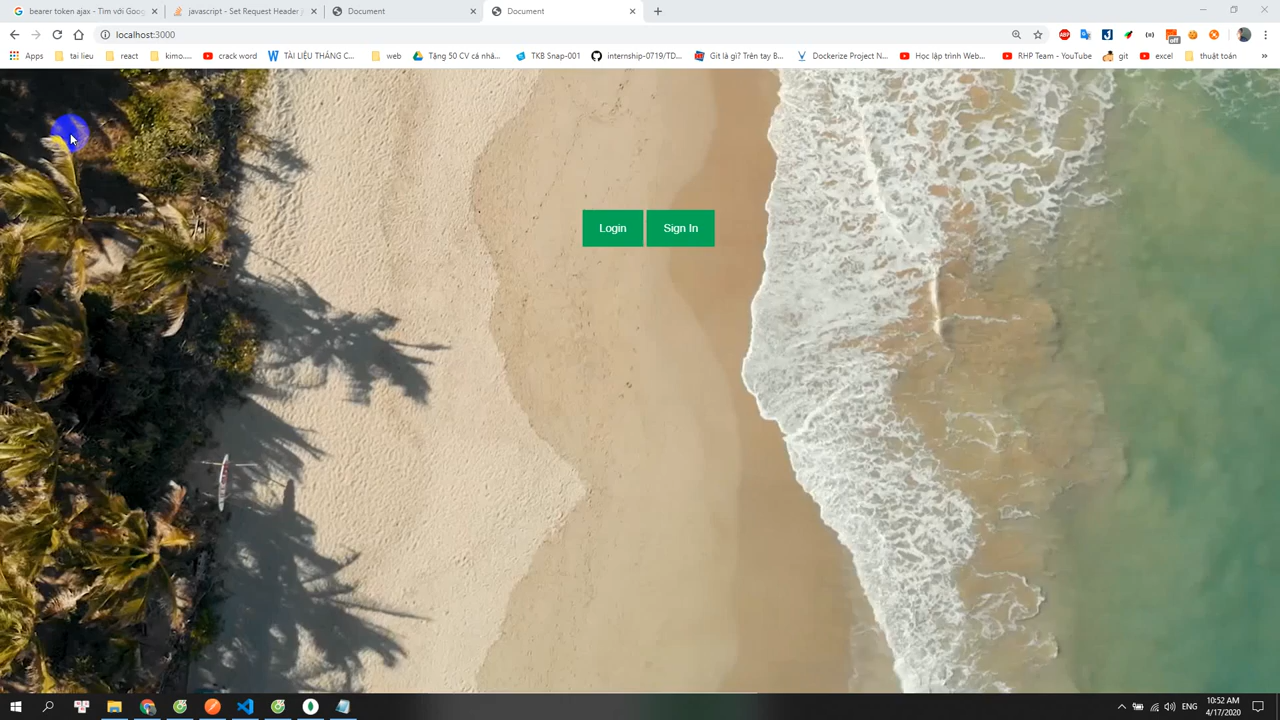 bearer token ajax - Tìm với Goog
javascript - Set Request Header
Document
Document
localhost:3000
Apps
tai lieu
react
kimo....
crack word
TÀI LIỆU THÁNG C...
web
Tặng 50 CV cá nhâ...
TKB Snap-001
internship-0719/TD...
Git là gì? Trên tay B...
Dockerize Project N...
Học lập trình Web...
RHP Team - YouTube
git
excel
thuật toán
ABP
off
Login
Sign In
ENG
10:52 AM
4/17/2020